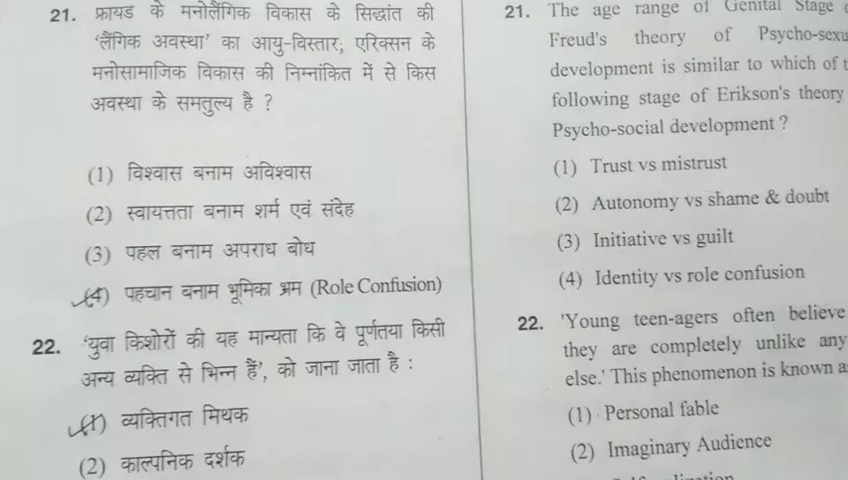 21. फ्रायड के मनोलैंगिक विकास के सिद्धांत की
'लैंगिक अवस्था' का आयु-विस्तार; एरिक्सन के
मनोसामाजिक विकास की निम्नांकित में से किस
अवस्था के समतुल्य है ?
(1) विश्वास बनाम अविश्वास
(2) स्वायत्तता बनाम शर्म एवं संदेह
(3) पहल बनाम अपराध बोध
(4) पहचान बनाम भूमिका भ्रम (Role Confusion)
22. 'युवा किशोरों की यह मान्यता कि वे पूर्णतया किसी
अन्य व्यक्ति से भिन्न हैं', को जाना जाता है :
(1) व्यक्तिगत मिथक
(2) काल्पनिक दर्शक
21. The age range of Genital Stage
Freud's theory of Psycho-sexu
development is similar to which of t
following stage of Erikson's theory
Psycho-social development ?
(1) Trust vs mistrust
(2) Autonomy vs shame & doubt
(3) Initiative vs guilt
(4) Identity vs role confusion
22. 'Young teen-agers often believe
they are completely unlike any
else.' This phenomenon is known a
(1) Personal fable
(2) Imaginary Audience